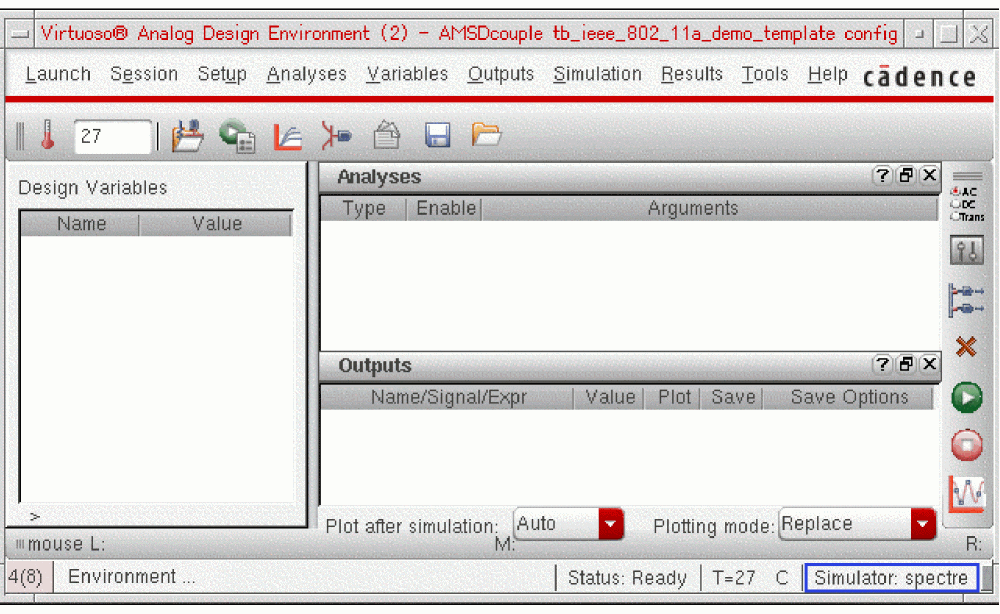 Virtuoso® Analog Design Environment (2) - AMSDcouple tb_ieee_802_11a_demo_template config
Launch Session Setup Analyses Variables Outputs Simulation Results Tools Help cādence
27
Design Variables
Name Value
>
Analyses ?
Type Enable Arguments
Outputs ?
Name/Signal/Expr Value Plot Save Save Options
Plot after simulation: Auto Plotting mode: Replace
AC
DC
Trans
mouse L: M: R:
4(8) Environment ... Status: Ready T=27 C Simulator: spectre